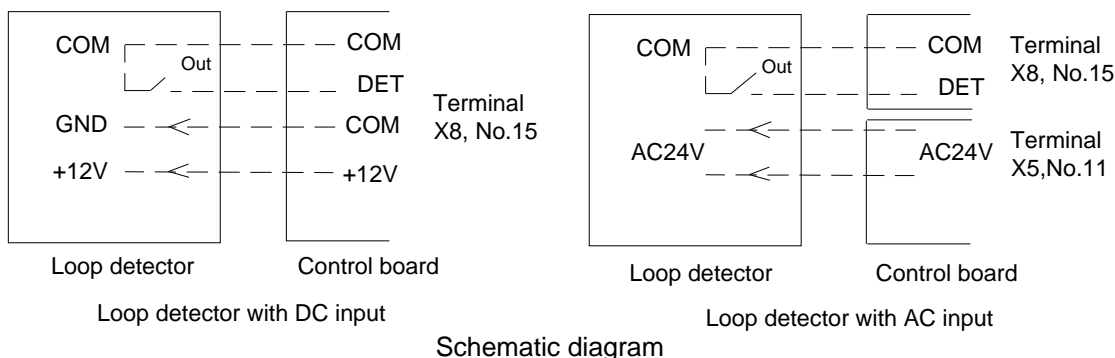 COM
Out
GND
+12V
COM
DET
COM
+12V
Terminal
X8, No.15
Loop detector
Control board
Loop detector with DC input
COM
Out
AC24V
COM
DET
AC24V
Terminal
X8, No.15
Terminal
X5,No.11
Loop detector
Control board
Loop detector with AC input
Schematic diagram